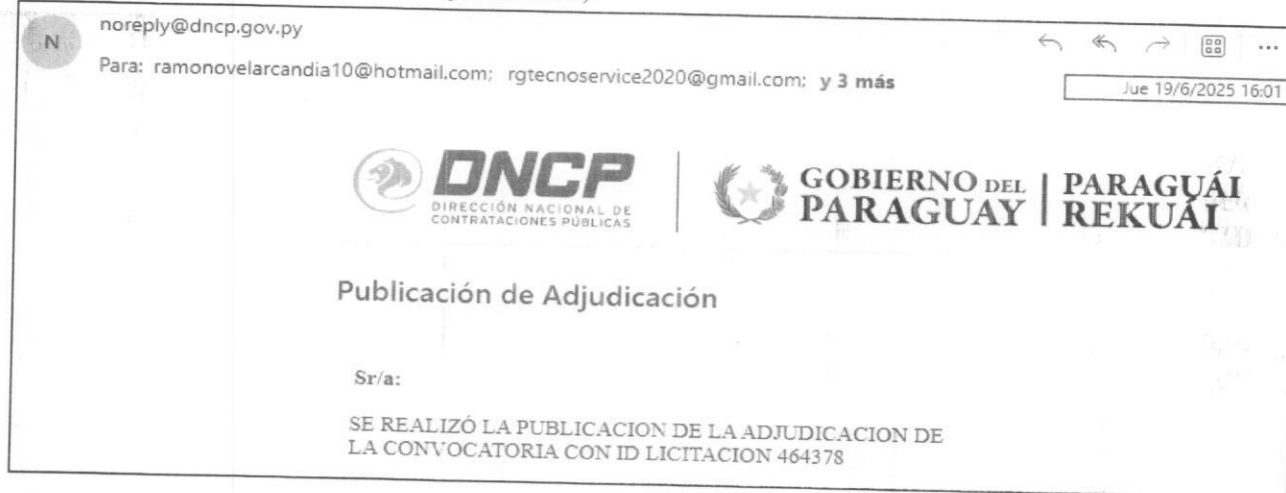 N
noreply@dncp.gov.py
Para: ramonovelarcandia10@hotmail.com; rgtecnoservice2020@gmail.com; y 3 más
Jue 19/6/2025 16:01
DNCP
DIRECCIÓN NACIONAL DE
CONTRATACIONES PÚBLICAS
GOBIERNO DEL
PARAGUAY
PARAGUÁI
REKUÁI
Publicación de Adjudicación
Sr/a:
SE REALIZÓ LA PUBLICACION DE LA ADJUDICACION DE
LA CONVOCATORIA CON ID LICITACION 464378